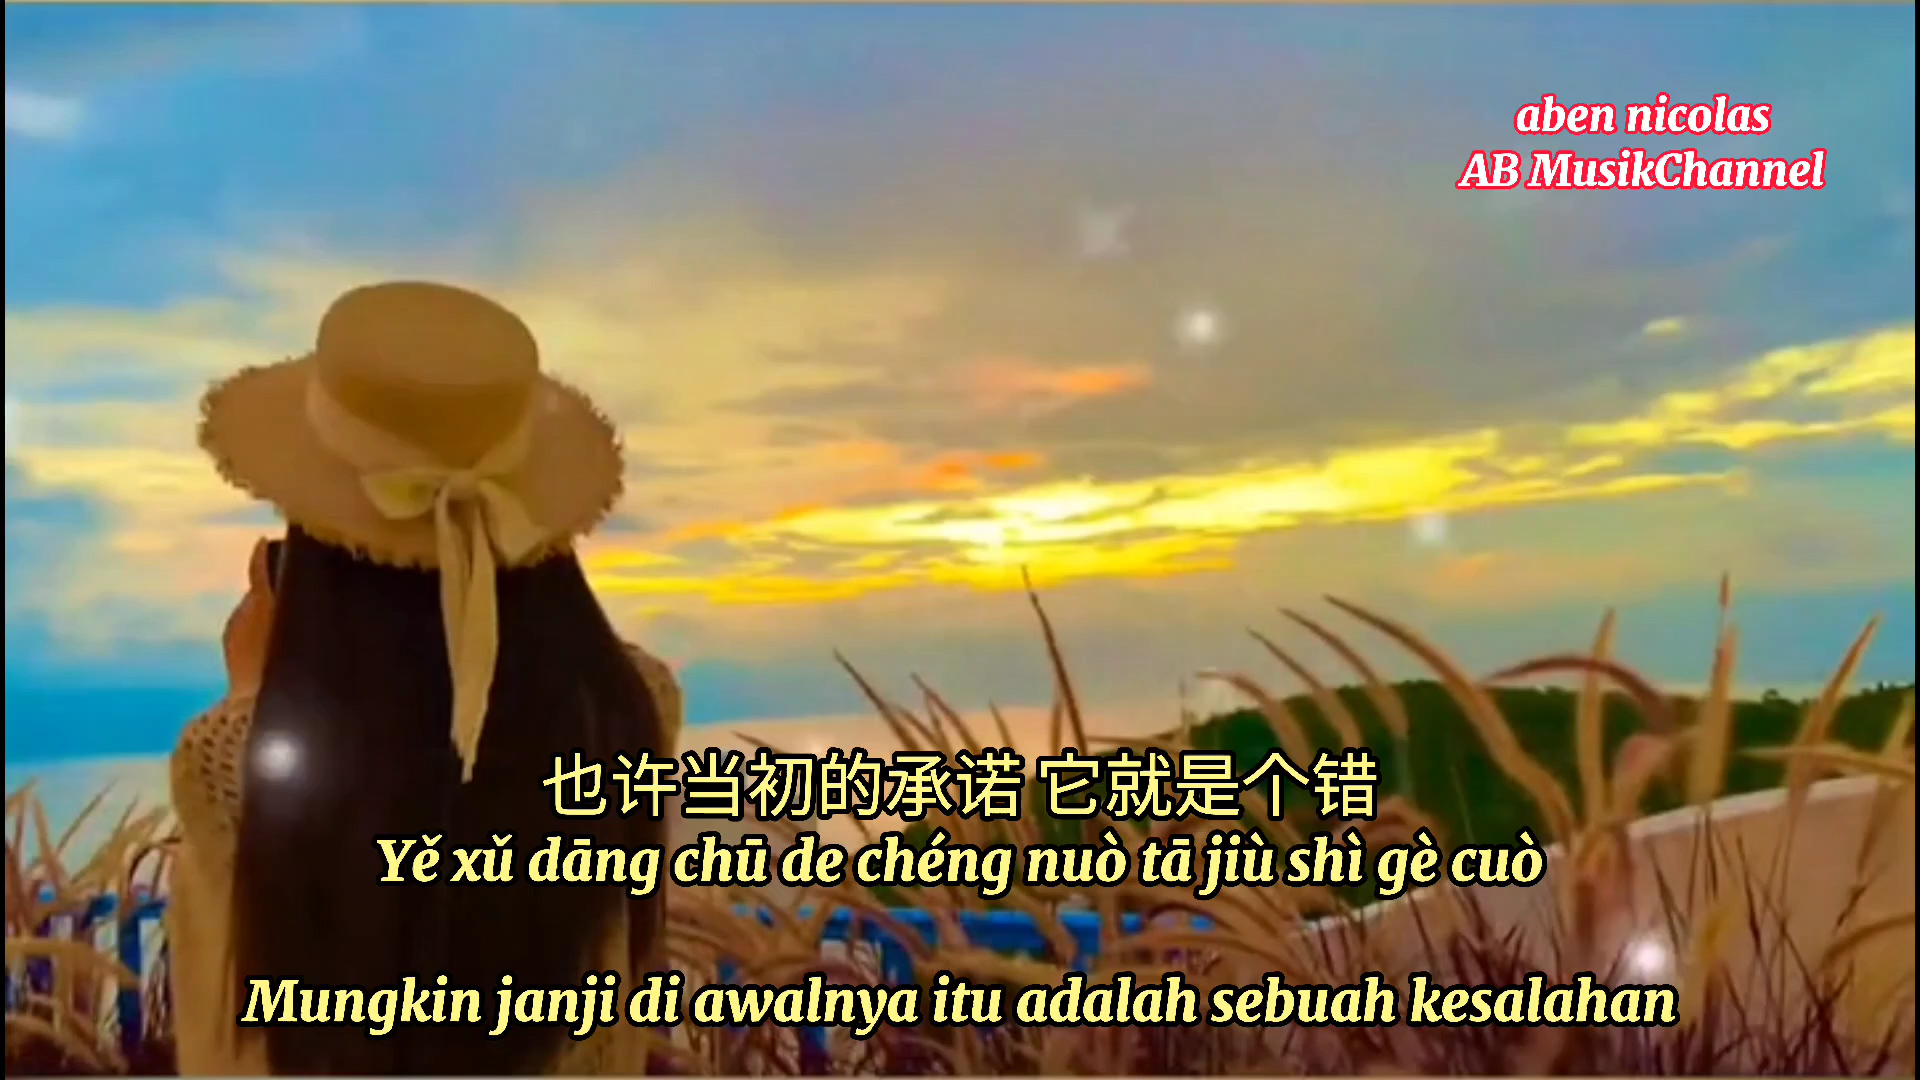 aben nicolas
AB MusikChannel
也许当初的承诺 它就是个错
Yě xǔ dāng chū de chéng nuò tā jiù shì gè cuò
Mungkin janji di awalnya itu adalah sebuah kesalahan